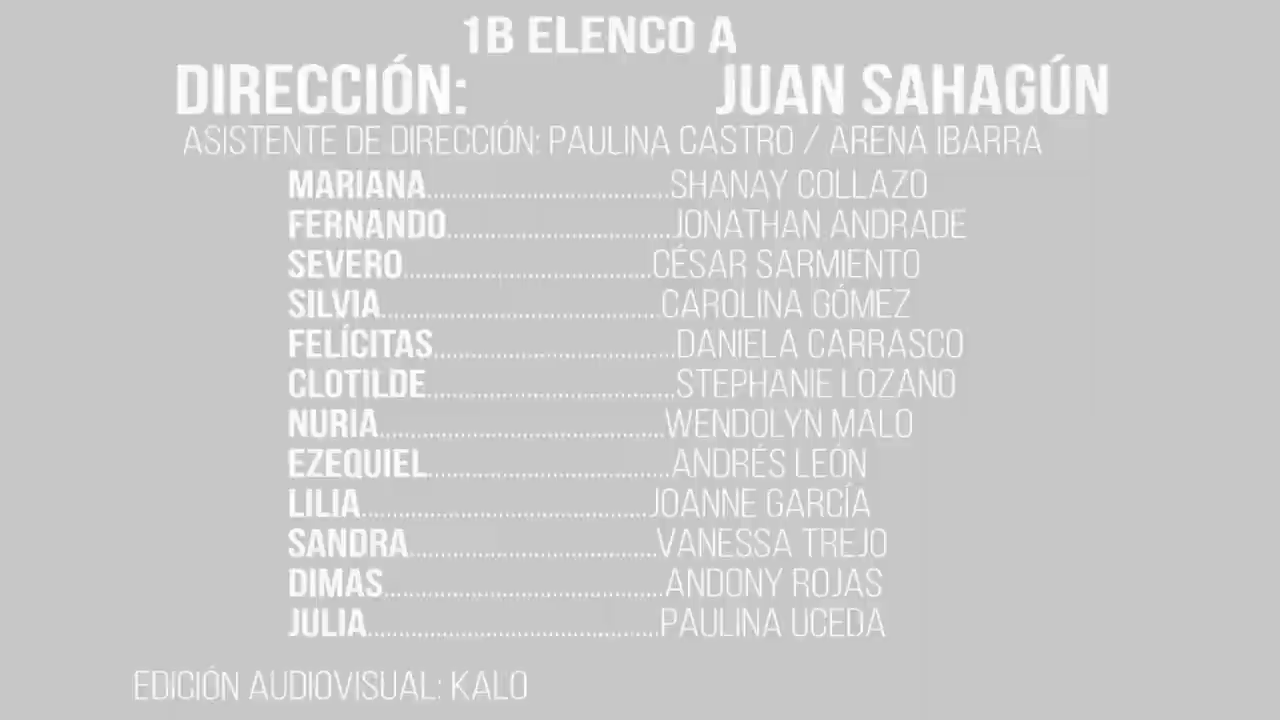 1B ELENCO A
DIRECCIÓN: JUAN SAHAGÚN
ASISTENTE DE DIRECCIÓN: PAULINA CASTRO / ARENA IBARRA
MARIANA..........................................SHANAY COLLAZO
FERNANDO.......................................JONATHAN ANDRADE
SEVERO...........................................CÉSAR SARMIENTO
SILVIA................................................CAROLINA GÓMEZ
FELÍCITAS..........................................DANIELA CARRASCO
CLOTILDE...........................................STEPHANIE LOZANO
NURIA.................................................WENDOLYN MALO
EZEQUIEL..........................................ANDRÉS LEÓN
LILIA..................................................JOANNE GARCÍA
SANDRA...........................................VANESSA TREJO
DIMAS................................................ANDONY ROJAS
JULIA..................................................PAULINA UCEDA
EDICIÓN AUDIOVISUAL: KALO